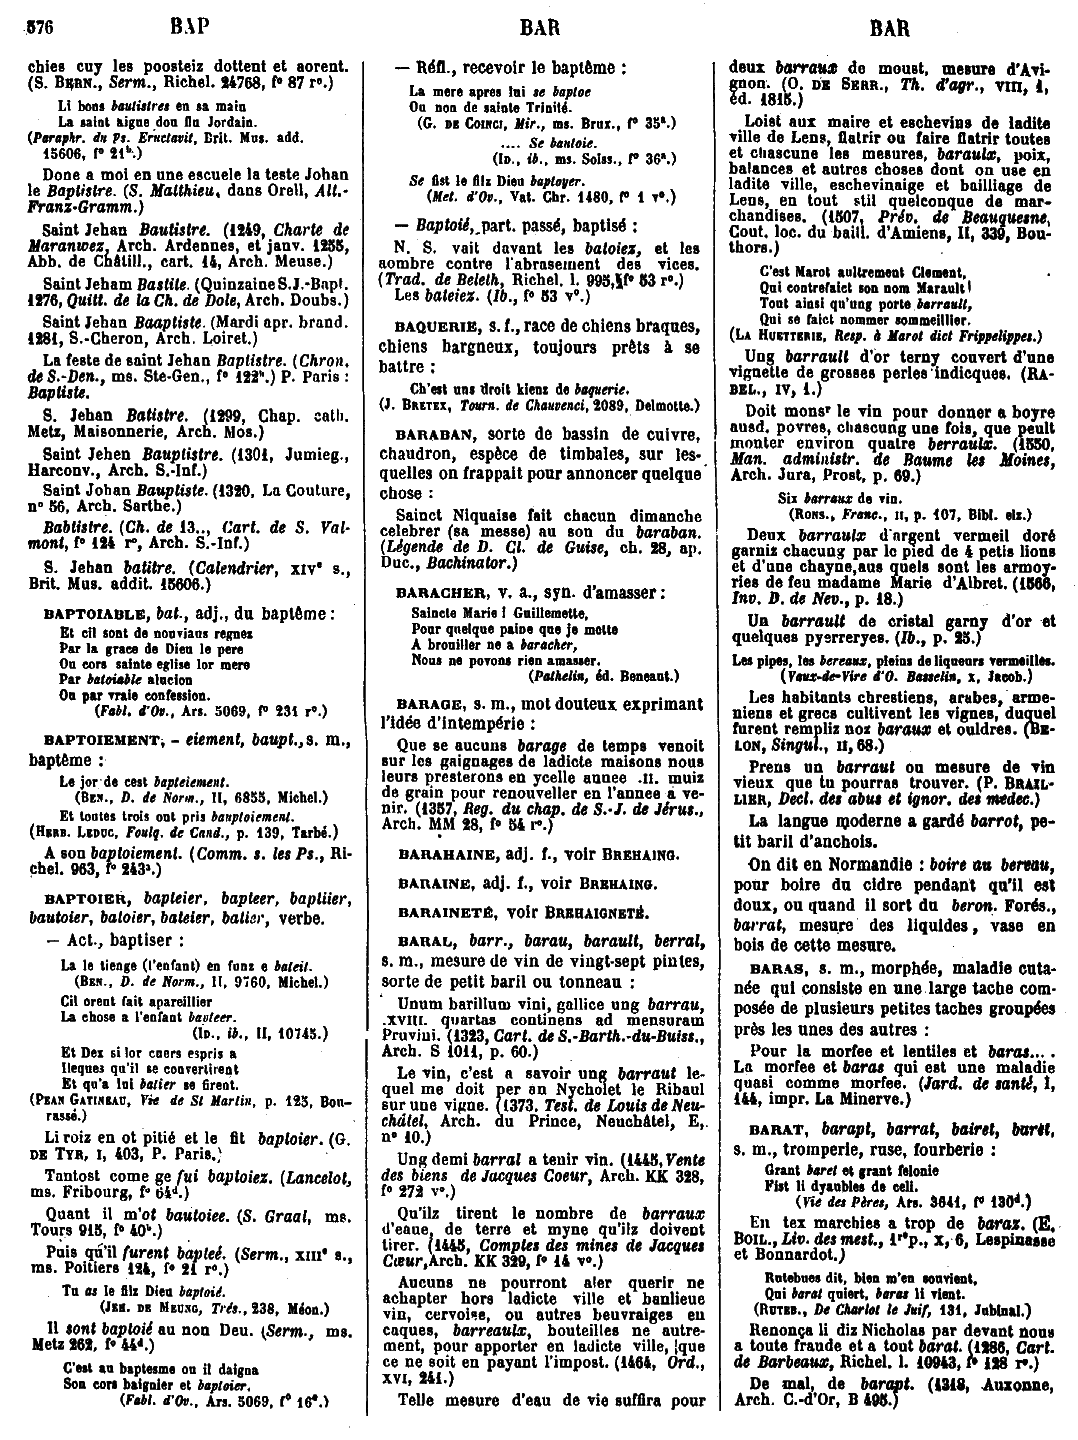 576 BAP BAR BAR
chies cuy les poosteiz dottent et aorent.
(S. BERN., Serm., Richel. 24768, f° 87 r°.)
Li bons bautistres en sa main
La saint aigue don flu Jordain.
(Paraphr. du Ps. Eructavit, Brit. Mus. add.
15606, f° 21ᵇ.)
Done a moi en une escuele la teste Johan
le Baptistre. (S. Matthieu, dans Orell, Alt.-
Franz-Gramm.)
Saint Jehan Bautistre. (1249, Charte de
Maranwez, Arch. Ardennes, et janv. 1255,
Abb. de Châtill., cart. 14, Arch. Meuse.)
Saint Jeham Bastile. (Quinzaine S.J.-Bapt.
1276, Quitt. de la Ch. de Dole, Arch. Doubs.)
Saint Jehan Baaptiste. (Mardi apr. brand.
1281, S.-Cheron, Arch. Loiret.)
La feste de saint Jehan Baptistre. (Chron.
de S.-Den., ms. Ste-Gen., f° 122ᵇ.) P. Paris :
Baptiste.
S. Jehan Batistre. (1299, Chap. cath.
Metz, Maisonnerie, Arch. Mos.)
Saint Jehen Bauptistre. (1301, Jumieg.,
Harconv., Arch. S.-Inf.)
Saint Johan Bauptiste. (1320, La Couture,
n° 56, Arch. Sarthe.)
Babtistre. (Ch. de 13.., Cart. de S. Val-
mont, f° 124 r°, Arch. S.-Inf.)
S. Jehan batitre. (Calendrier, XIVᵉ s.,
Brit. Mus. addit. 15606.)
BAPTOIABLE, bat., adj., du baptême :
Et cil sont de nouviaus regnez
Par la grace de Dieu le pere
Ou cors sainte eglise lor mere
Par batoiable alucion
Ou par vraie confession.
(Fabl. d'Ov., Ars. 5069, f° 231 r°.)
BAPTOIEMENT, - eiement, baupt., s. m.,
baptême :
Le jor de cest bapteiement.
(BEN., D. de Norm., II, 6855, Michel.)
Et toutes trois ont pris bauptoiement.
(HERB. LEDUC, Foulq. de Cand., p. 139, Tarbé.)
A son baptoiement. (Comm. s. les Ps., Ri-
chel. 963, f° 243ᵃ.)
BAPTOIER, bapteier, bapteer, baptiier,
bautoier, batoier, bateier, batier, verbe.
— Act., baptiser :
La le tienge (l'enfant) en funz e bateit.
(BEN., D. de Norm., II, 9760, Michel.)
Cil orent fait apareillier
La chose a l'enfant bauteer.
(ID., ib., II, 10745.)
Et Dex si lor cuers espris a
Ileques qu'il se convertirent
Et qu'a lui batier se firent.
(PEAN GATINEAU, Vie de St Martin, p. 123, Bou-
rassé.)
Li roiz en ot pitié et le fit baptoier. (G.
DE TYR, I, 403, P. Paris.)
Tantost come ge fui baptoiez. (Lancelot,
ms. Fribourg, f° 64ᵈ.)
Quant il m'ot bautoiee. (S. Graal, ms.
Tours 915, f° 40ᵇ.)
Puis qu'il furent bapteé. (Serm., XIIIᵉ s.,
ms. Poitiers 124, f° 21 r°.)
Tu as le filz Dieu baptoié.
(JEH. DE MEUNG, Trés., 238, Méon.)
Il sont baptoié au non Deu. (Serm., ms.
Metz 262, f° 44ᵈ.)
C'est au baptesme ou il daigna
Son cors baignier et baptoier.
(Fabl. d'Ov., Ars. 5069, f° 16ᵉ.)
— Réfl., recevoir le baptême :
La mere apres lui se baptoe
Ou non de sainte Trinité.
(G. DE COINCI, Mir., ms. Brux., f° 35ᵃ.)
.... Se bautoie.
(ID., ib., ms. Soiss., f° 36ᵃ.)
Se fist le filz Dieu baptoyer.
(Met. d'Ov., Vat. Chr. 1480, f° 1 v°.)
— Baptoié, part. passé, baptisé :
N. S. vait davant les batoiez, et les
aombre contre l'abrasement des vices.
(Trad. de Beleth, Richel. l. 995, f° 53 r°.)
Les bateiez. (Ib., f° 53 v°.)
BAQUERIE, s. f., race de chiens braques,
chiens bargneux, toujours prêts à se
battre :
Ch'est uns droit kienz de baquerie.
(J. BRETEX, Tourn. de Chauvenci, 2089, Delmotte.)
BARABAN, sorte de bassin de cuivre,
chaudron, espèce de timbales, sur les-
quelles on frappait pour annoncer quelque
chose :
Sainct Niquaise fait chacun dimanche
celebrer (sa messe) au son du baraban.
(Légende de D. Cl. de Guise, ch. 28, ap.
Duc., Bachinator.)
BARACHER, v. a., syn. d'amasser :
Saincte Marie ! Guillemette,
Pour quelque paine que je mette
A brouiller ne a baracher,
Nous ne povons rien amasser.
(Pathelin, éd. Beneaut.)
BARAGE, s. m., mot douteux exprimant
l'idée d'intempérie :
Que se aucuns barage de temps venoit
sur les gaignages de ladicte maisons nous
leurs presterons en ycelle annee .II. muiz
de grain pour renouveller en l'annee a ve-
nir. (1357, Reg. du chap. de S.-J. de Jérus.,
Arch. MM 28, f° 54 r°.)
BARAHAINE, adj. f., voir BREHAING.
BARAINE, adj. f., voir BREHAING.
BARAINETÉ, voir BREHAIGNETÉ.
BARAL, barr., barau, barault, berral,
s. m., mesure de vin de vingt-sept pintes,
sorte de petit baril ou tonneau :
Unum barillum vini, gallice ung barrau,
.XVIII. quartas continens ad mensuram
Pruvini. (1323, Cart. de S.-Barth.-du-Buiss.,
Arch. S 1011, p. 60.)
Le vin, c'est a savoir ung barraut le-
quel me doit per an Nycholet le Ribaul
sur une vigne. (1373, Test. de Louis de Neu-
châtel, Arch. du Prince, Neuchâtel, E,
n° 10.)
Ung demi barral a tenir vin. (1445, Vente
des biens de Jacques Coeur, Arch. KK 328,
f° 272 v°.)
Qu'ilz tirent le nombre de barraux
d'eaue, de terre et myne qu'ilz doivent
tirer. (1445, Comptes des mines de Jacques
Cœur, Arch. KK 329, f° 14 v°.)
Aucuns ne pourront aler querir ne
achapter hors ladicte ville et banlieue
vin, cervoise, ou autres beuvraiges en
caques, barreaulx, bouteilles ne autre-
ment, pour apporter en ladicte ville, que
ce ne soit en payant l'impost. (1464, Ord.,
XVI, 241.)
Telle mesure d'eau de vie suffira pour
deux barraux de moust, mesure d'Avi-
gnon. (O. DE SERR., Th. d'agr., VIII, 1,
éd. 1815.)
Loist aux maire et eschevins de ladite
ville de Lens, flatrir ou faire flatrir toutes
et chascune les mesures, baraulx, poix,
balances et autres choses dont on use en
ladite ville, eschevinaige et bailliage de
Lens, en tout stil quelconque de mar-
chandises. (1507, Prév. de Beauquesne,
Cout. loc. du baill. d'Amiens, II, 339, Bou-
thors.)
C'est Marot aultrement Clement,
Qui contrefaict son nom Marault !
Tout ainsi qu'ung porte barrault,
Qui se faict nommer sommeillier.
(LA HUETTERIE, Resp. à Marot dict Frippelippes.)
Ung barrault d'or terny couvert d'une
vignette de grosses perles indicques. (RA-
BEL., IV, 1.)
Doit monsʳ le vin pour donner a boyre
ausd. povres, chascung une fois, que peult
monter environ quatre berraulx. (1550,
Man. administr. de Baume les Moines,
Arch. Jura, Prost, p. 69.)
Six barraux de vin.
(RONS., Franc., II, p. 107, Bibl. elz.)
Deux barraulx d'argent vermeil doré
garniz chacung par le pied de 4 petis lions
et d'une chayne, aus quels sont les armoy-
ries de feu madame Marie d'Albret. (1566,
Inv. D. de Nev., p. 18.)
Un barrault de cristal garny d'or et
quelques pyerreryes. (Ib., p. 25.)
Les pipes, les bereaux, pleins de liqueurs vermeilles.
(Vaux-de-Vire d'O. Basselin, X, Jacob.)
Les habitants chrestiens, arabes, arme-
niens et grecs cultivent les vignes, duquel
furent rempliz noz baraux et ouldres. (BE-
LON, Singul., II, 68.)
Prens un barraut ou mesure de vin
vieux que tu pourras trouver. (P. BRAIL-
LIER, Decl. des abus et ignor. des medec.)
La langue moderne a gardé barrot, pe-
tit baril d'anchois.
On dit en Normandie : boire au bereau,
pour boire du cidre pendant qu'il est
doux, ou quand il sort du beron. Forés.,
barrat, mesure des liquides, vase en
bois de cette mesure.
BARAS, s. m., morphée, maladie cuta-
née qui consiste en une large tache com-
posée de plusieurs petites taches groupées
près les unes des autres :
Pour la morfee et lentiles et baras... .
La morfee et baras qui est une maladie
quasi comme morfee. (Jard. de santé, I,
144, impr. La Minerve.)
BARAT, barapt, barrat, bairet, barêt,
s. m., tromperie, ruse, fourberie :
Grant baret et grant felonie
Fist li dyaubles de celi.
(Vie des Pères, Ars. 3641, f° 130ᵈ.)
En tex marchies a trop de baraz. (E.
BOIL., Liv. des mest., 1ʳᵉ p., X, 6, Lespinasse
et Bonnardot.)
Rutebues dit, bien m'en souvient,
Qui barat quiert, baras li vient.
(RUTEB., De Charlot le Juif, 131, Jubinal.)
Renonça li diz Nicholas par devant nous
a toute fraude et a tout barat. (1286, Cart.
de Barbeaux, Richel. l. 10943, f° 128 r°.)
De mal, de barapt. (1318, Auxonne,
Arch. C.-d'Or, B 495.)